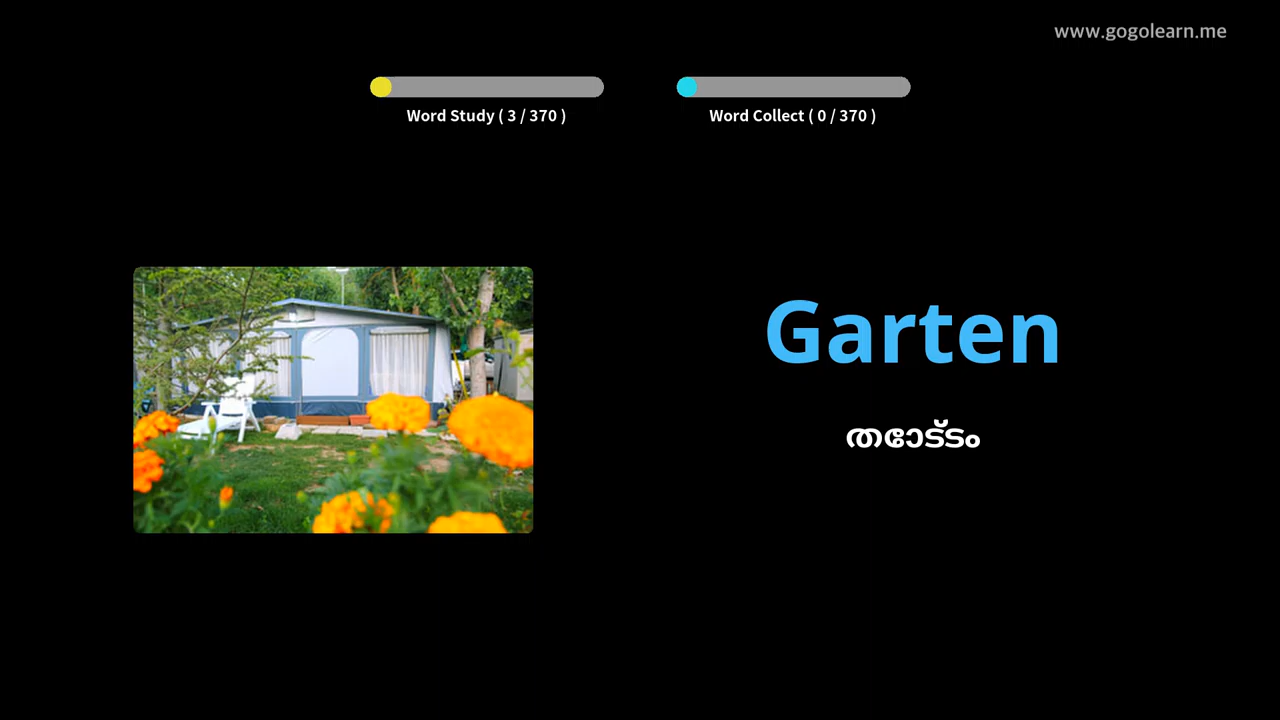 www.gogolearn.me
Word Study ( 3 / 370 )
Word Collect ( 0 / 370 )
Garten
തോട്ടം